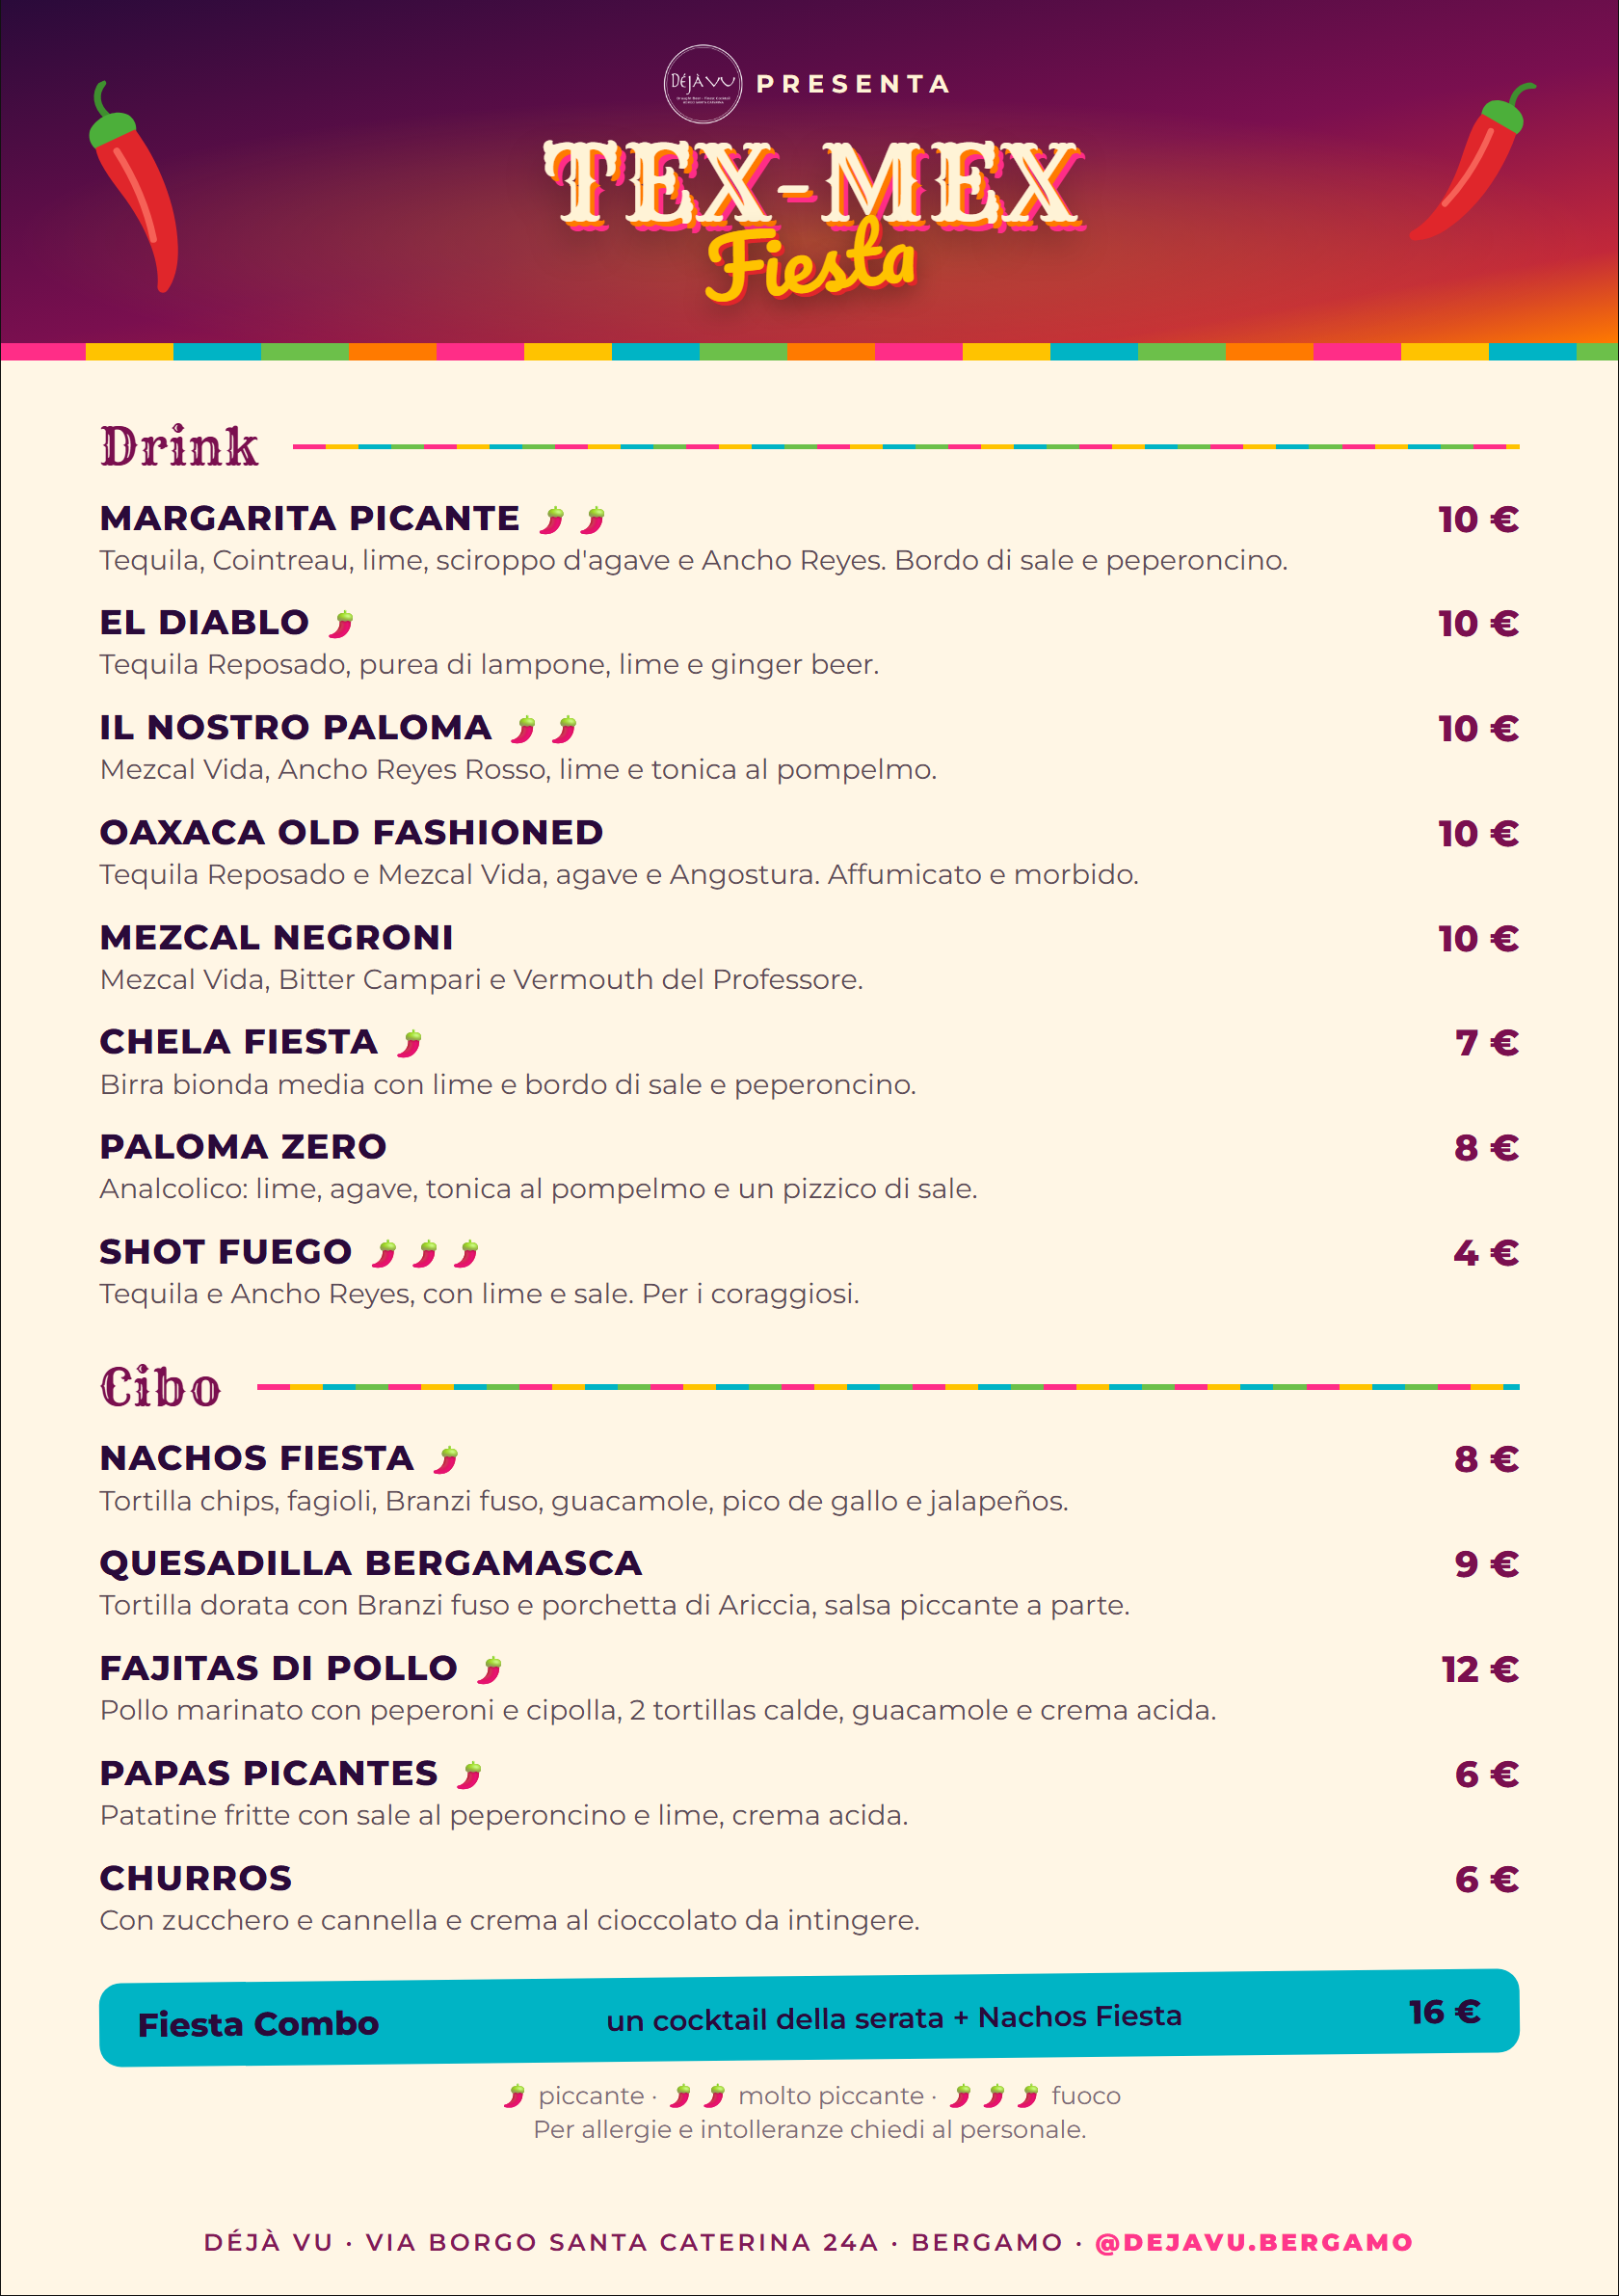 DÉJÀ VU
PRESENTA
TEX-MEX
Fiesta
Drink
MARGARITA PICANTE 10 €
Tequila, Cointreau, lime, sciroppo d'agave e Ancho Reyes. Bordo di sale e peperoncino.
EL DIABLO 10 €
Tequila Reposado, purea di lampone, lime e ginger beer.
IL NOSTRO PALOMA 10 €
Mezcal Vida, Ancho Reyes Rosso, lime e tonica al pompelmo.
OAXACA OLD FASHIONED 10 €
Tequila Reposado e Mezcal Vida, agave e Angostura. Affumicato e morbido.
MEZCAL NEGRONI 10 €
Mezcal Vida, Bitter Campari e Vermouth del Professore.
CHELA FIESTA 7 €
Birra bionda media con lime e bordo di sale e peperoncino.
PALOMA ZERO 8 €
Analcolico: lime, agave, tonica al pompelmo e un pizzico di sale.
SHOT FUEGO 4 €
Tequila e Ancho Reyes, con lime e sale. Per i coraggiosi.
Cibo
NACHOS FIESTA 8 €
Tortilla chips, fagioli, Branzi fuso, guacamole, pico de gallo e jalapeños.
QUESADILLA BERGAMASCA 9 €
Tortilla dorata con Branzi fuso e porchetta di Ariccia, salsa piccante a parte.
FAJITAS DI POLLO 12 €
Pollo marinato con peperoni e cipolla, 2 tortillas calde, guacamole e crema acida.
PAPAS PICANTES 6 €
Patatine fritte con sale al peperoncino e lime, crema acida.
CHURROS 6 €
Con zucchero e cannella e crema al cioccolato da intingere.
Fiesta Combo un cocktail della serata + Nachos Fiesta 16 €
piccante · molto piccante · fuoco
Per allergie e intolleranze chiedi al personale.
DÉJÀ VU · VIA BORGO SANTA CATERINA 24A · BERGAMO · @DEJAVU.BERGAMO